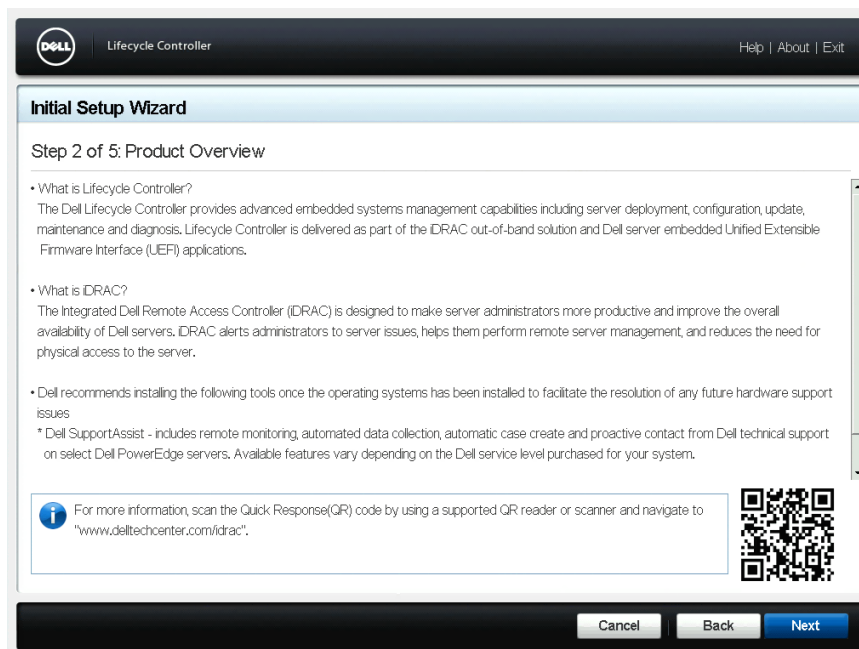 DELL Lifecycle Controller Help | About | Exit
Initial Setup Wizard
Step 2 of 5: Product Overview
• What is Lifecycle Controller?
The Dell Lifecycle Controller provides advanced embedded systems management capabilities including server deployment, configuration, update,
maintenance and diagnosis. Lifecycle Controller is delivered as part of the iDRAC out-of-band solution and Dell server embedded Unified Extensible
Firmware Interface (UEFI) applications.
• What is iDRAC?
The Integrated Dell Remote Access Controller (iDRAC) is designed to make server administrators more productive and improve the overall
availability of Dell servers. iDRAC alerts administrators to server issues, helps them perform remote server management, and reduces the need for
physical access to the server.
• Dell recommends installing the following tools once the operating systems has been installed to facilitate the resolution of any future hardware support
issues
* Dell SupportAssist - includes remote monitoring, automated data collection, automatic case create and proactive contact from Dell technical support
on select Dell PowerEdge servers. Available features vary depending on the Dell service level purchased for your system.
For more information, scan the Quick Response(QR) code by using a supported QR reader or scanner and navigate to
"www.delltechcenter.com/idrac".
Cancel Back Next